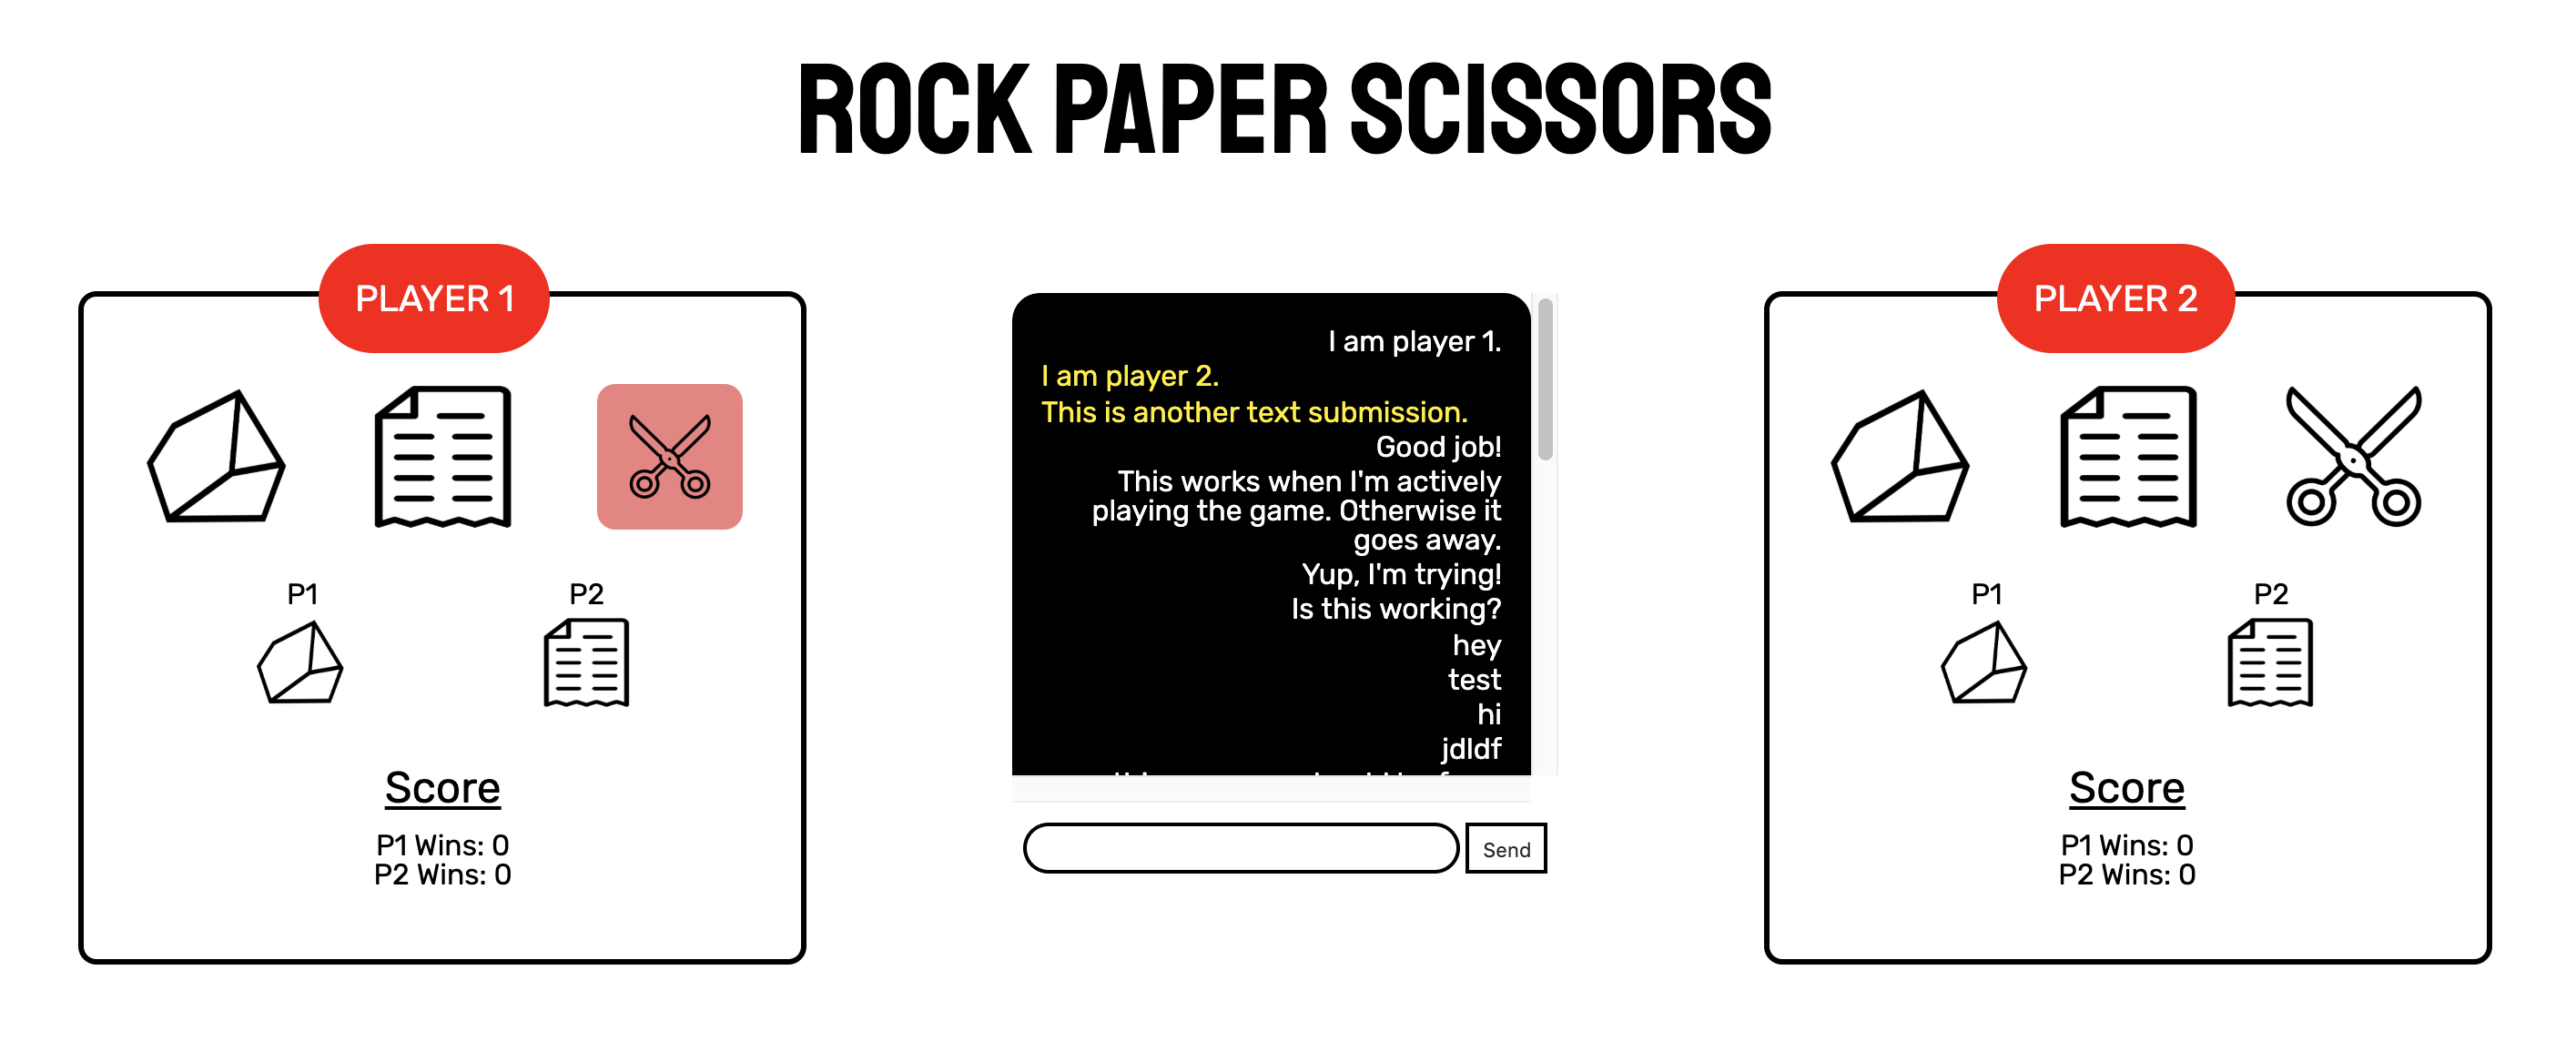 ROCK PAPER SCISSORS
PLAYER 1
P1
P2
Score
P1 Wins: 0
P2 Wins: 0
I am player 1.
I am player 2.
This is another text submission.
Good job!
This works when I'm actively
playing the game. Otherwise it
goes away.
Yup, I'm trying!
Is this working?
hey
test
hi
jdldf
Send
PLAYER 2
P1
P2
Score
P1 Wins: 0
P2 Wins: 0